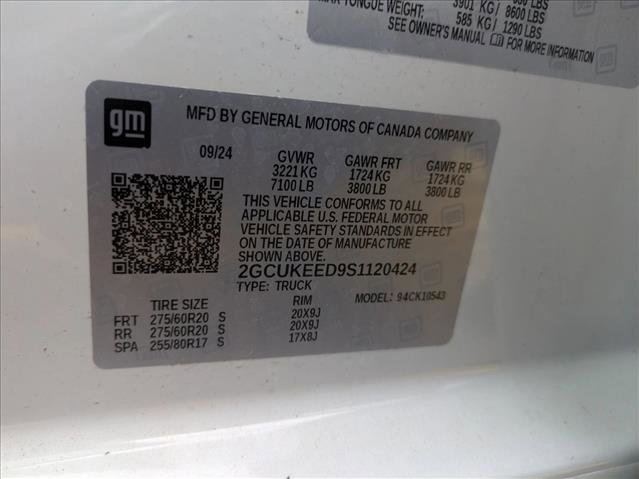 3901 KG/ 8600 LBS
MAX TONGUE WEIGHT:
585 KG/ 1290 LBS
SEE OWNER'S MANUAL FOR MORE INFORMATION
gm
MFD BY GENERAL MOTORS OF CANADA COMPANY
09/24 GVWR GAWR FRT GAWR RR
3221 KG 1724 KG 1724 KG
7100 LB 3800 LB 3800 LB
THIS VEHICLE CONFORMS TO ALL
APPLICABLE U.S. FEDERAL MOTOR
VEHICLE SAFETY STANDARDS IN EFFECT
ON THE DATE OF MANUFACTURE
SHOWN ABOVE.
2GCUKEED9S1120424
TYPE: TRUCK MODEL: 94CK10543
TIRE SIZE RIM
FRT 275/60R20 S 20X9J
RR 275/60R20 S 20X9J
SPA 255/80R17 S 17X8J